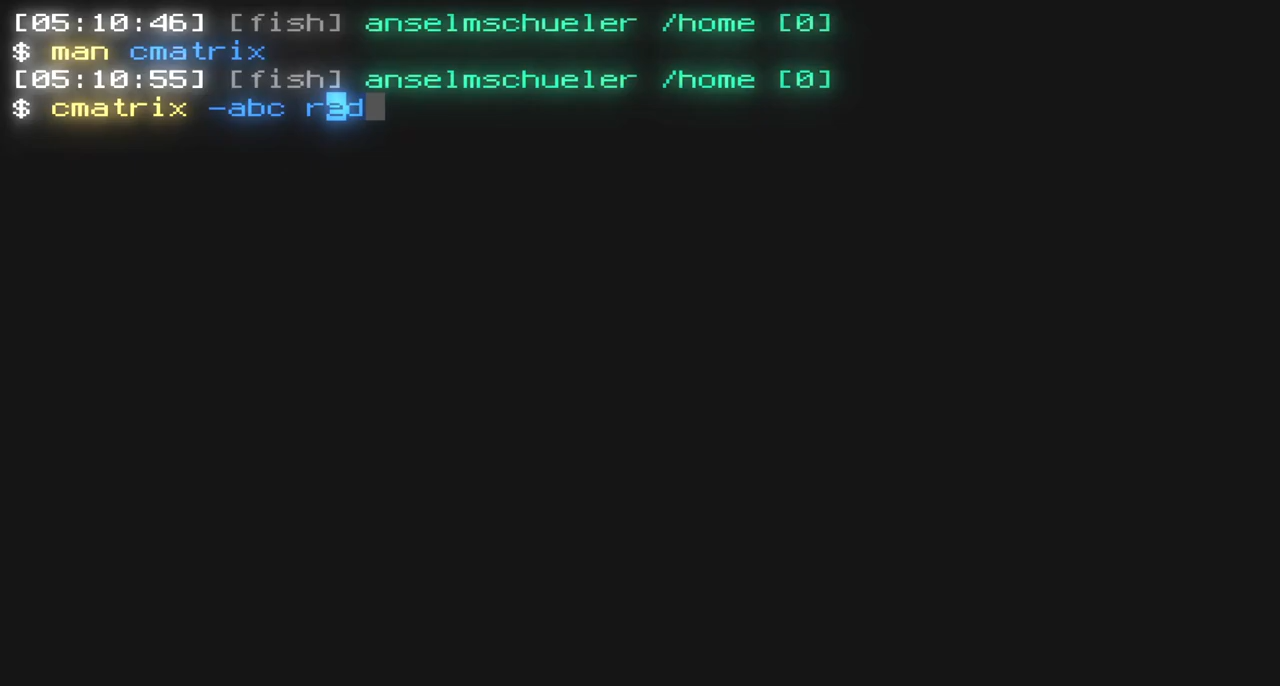 [05:10:46] [fish] anselmschueler /home [0]
$ man cmatrix
[05:10:55] [fish] anselmschueler /home [0]
$ cmatrix -abc red